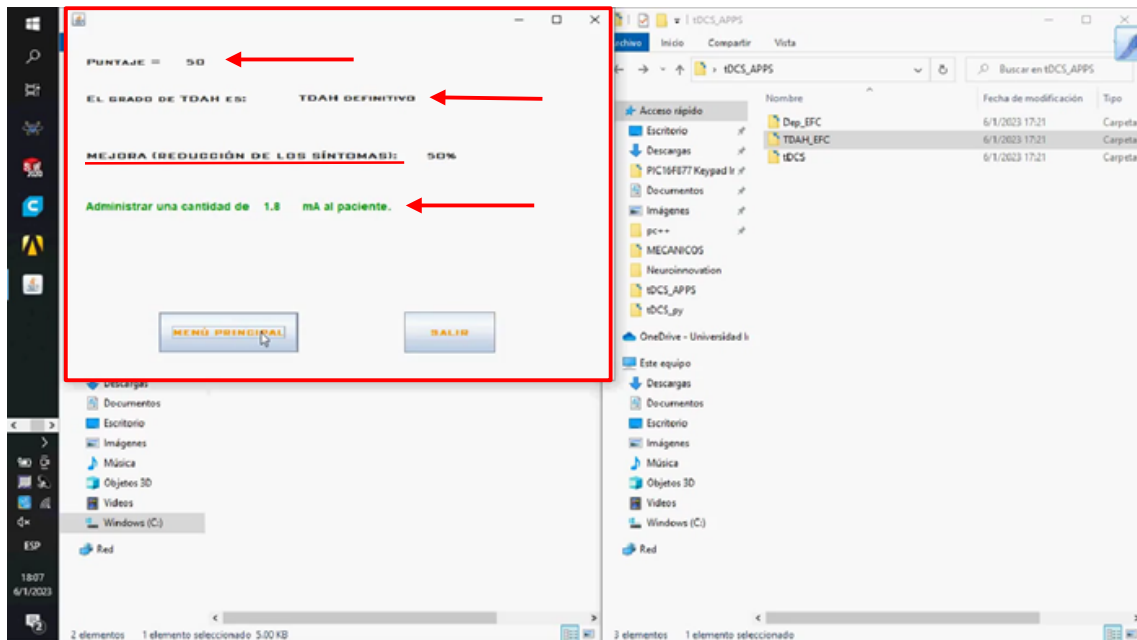 PUNTAJE = 50
EL GRADO DE TDAH ES: TDAH DEFINITIVO
MEJORA (REDUCCIÓN DE LOS SÍNTOMAS): 50%
Administrar una cantidad de 1.8 mA al paciente.
MENÚ PRINCIPAL
SALIR
Descargas
Documentos
Escritorio
Imágenes
Música
Objetos 3D
Videos
Windows (C:)
Red
2 elementos 1 elemento seleccionado 5.00 KB
ESP
18:07
6/1/2023
tDCS_APPS
Archivo Inicio Compartir Vista
tDCS_APPS
Buscar en tDCS_APPS
Nombre Fecha de modificación Tipo
Dep_EFC 6/1/2023 17:21 Carpeta
TDAH_EFC 6/1/2023 17:21 Carpeta
tDCS 6/1/2023 17:21 Carpeta
Acceso rápido
Escritorio
Descargas
PIC16F877 Keypad Ir
Documentos
Imágenes
pc++
MECANICOS
Neuroinnovation
tDCS_APPS
tDCS_py
OneDrive - Universidad I
Este equipo
Descargas
Documentos
Escritorio
Imágenes
Música
Objetos 3D
Videos
Windows (C:)
Red
3 elementos 1 elemento seleccionado